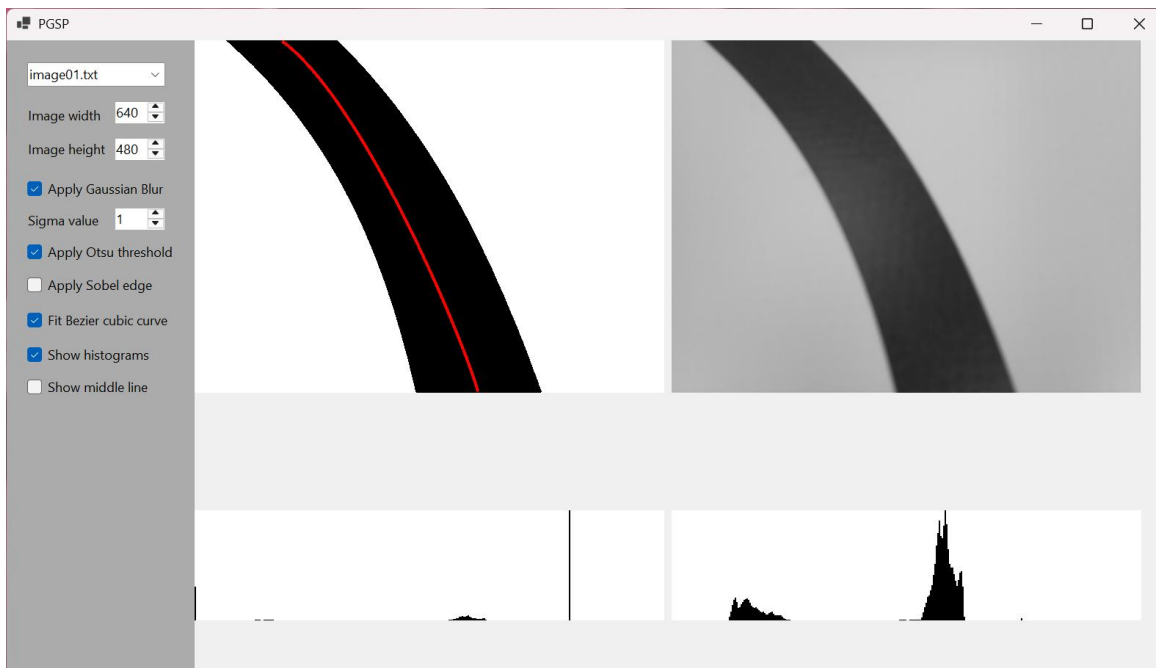 PGSP
image01.txt
Image width 640
Image height 480
Apply Gaussian Blur
Sigma value 1
Apply Otsu threshold
Apply Sobel edge
Fit Bezier cubic curve
Show histograms
Show middle line